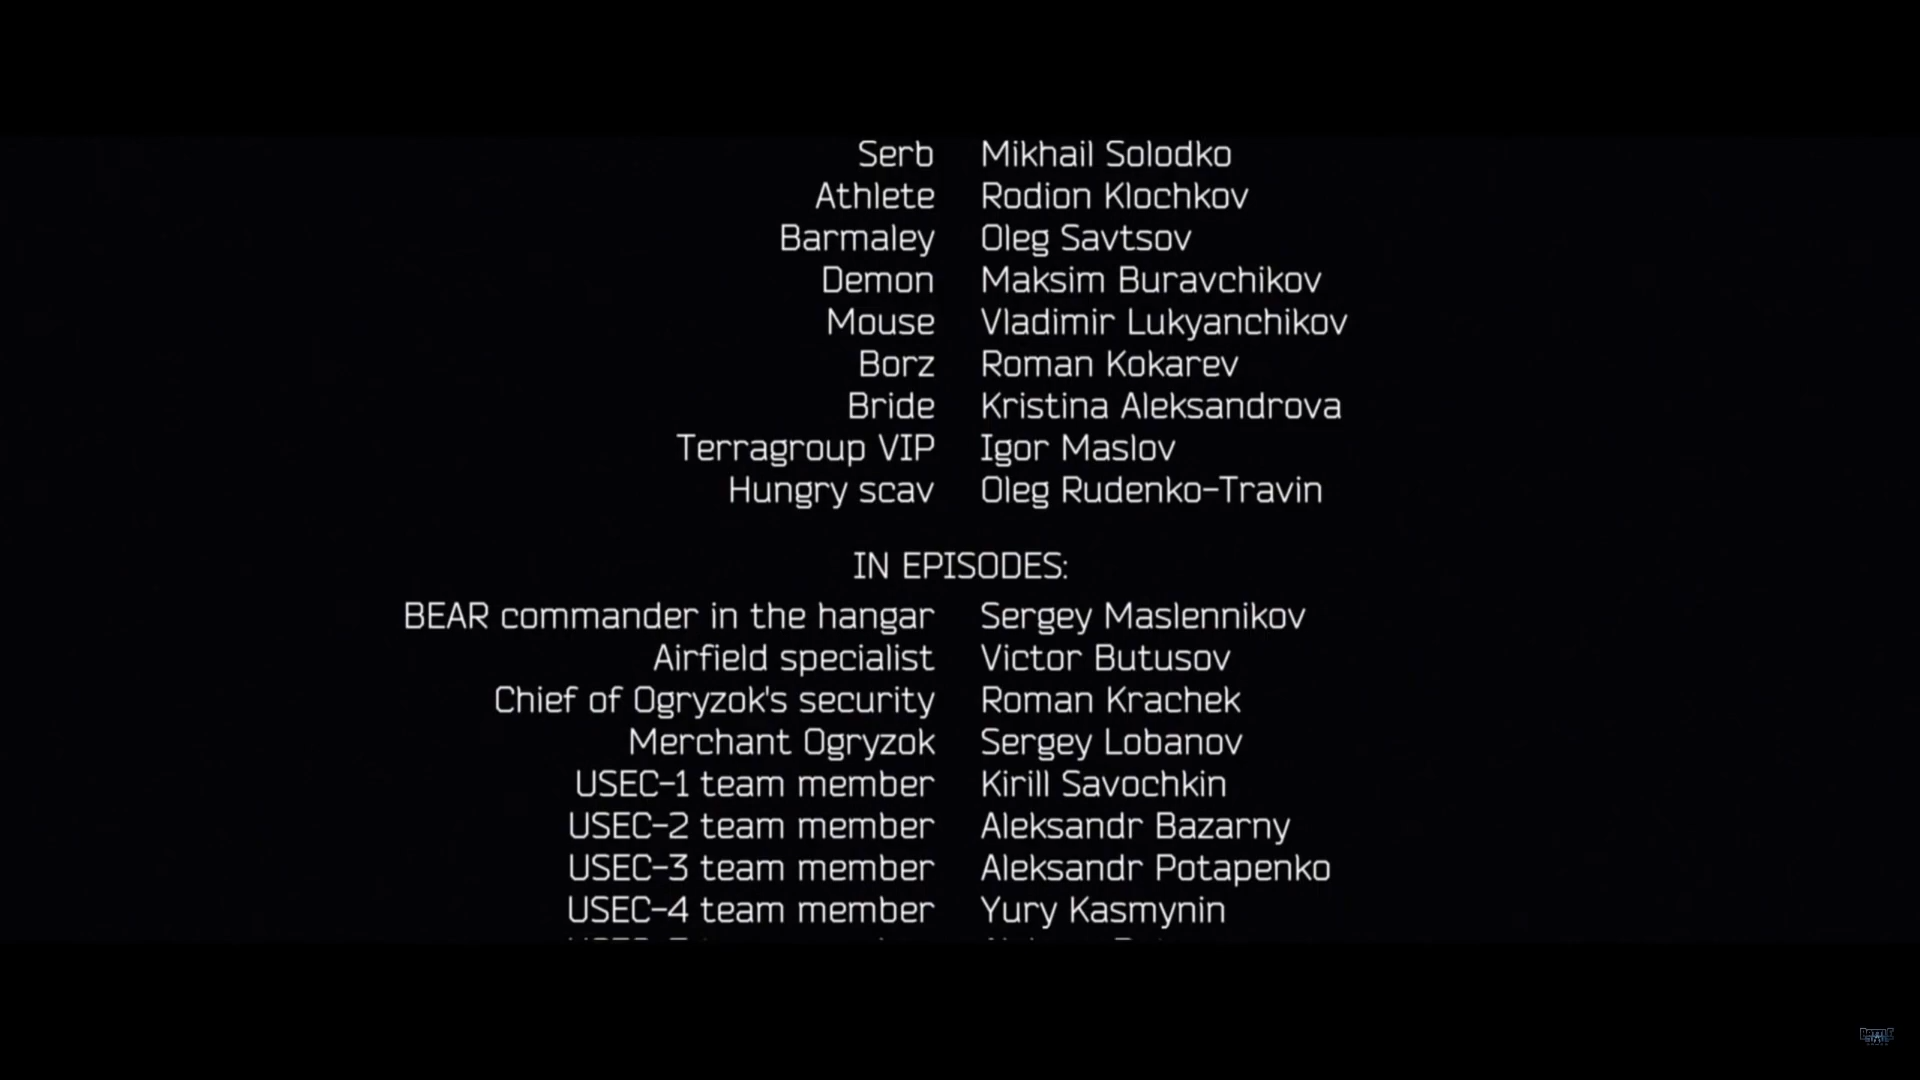 Serb Mikhail Solodko
Athlete Rodion Klochkov
Barmaley Oleg Savtsov
Demon Maksim Buravchikov
Mouse Vladimir Lukyanchikov
Borz Roman Kokarev
Bride Kristina Aleksandrova
Terragroup VIP Igor Maslov
Hungry scav Oleg Rudenko-Travin
IN EPISODES:
BEAR commander in the hangar Sergey Maslennikov
Airfield specialist Victor Butusov
Chief of Ogryzok's security Roman Krachek
Merchant Ogryzok Sergey Lobanov
USEC-1 team member Kirill Savochkin
USEC-2 team member Aleksandr Bazarny
USEC-3 team member Aleksandr Potapenko
USEC-4 team member Yury Kasmynin
BATTLE
STATE